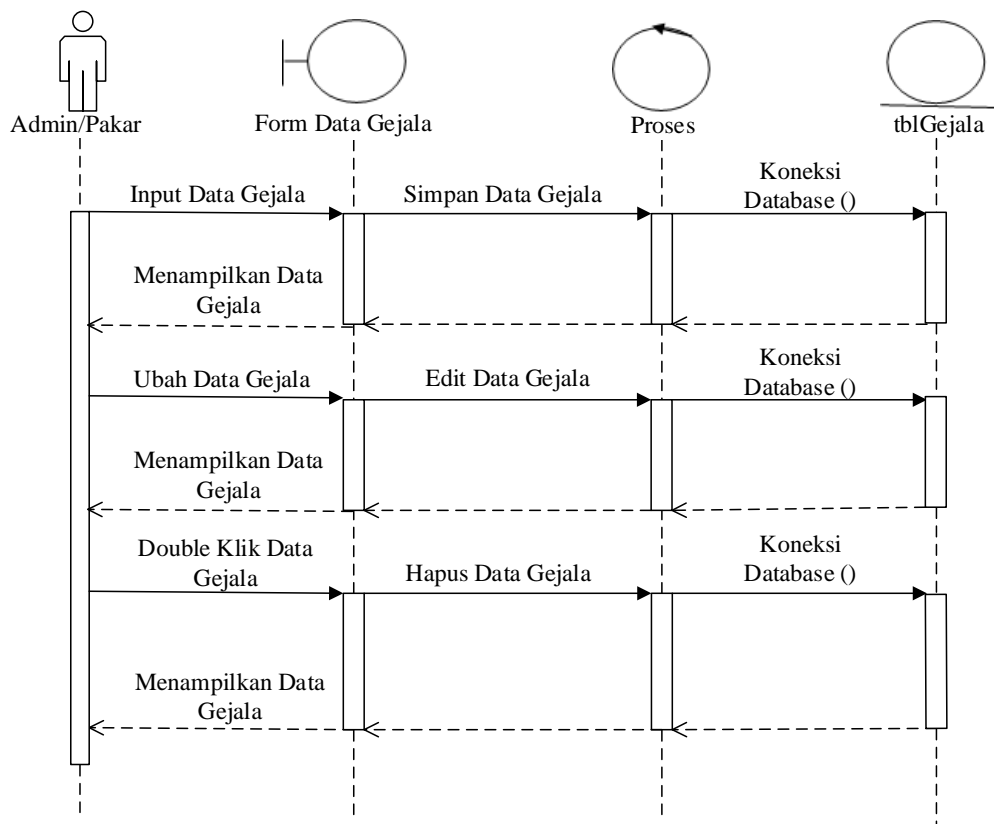 Admin/Pakar
Form Data Gejala
Proses
tblGejala
Input Data Gejala
Simpan Data Gejala
Koneksi
Database ()
Menampilkan Data
Gejala
Ubah Data Gejala
Edit Data Gejala
Koneksi
Database ()
Menampilkan Data
Gejala
Double Klik Data
Gejala
Hapus Data Gejala
Koneksi
Database ()
Menampilkan Data
Gejala